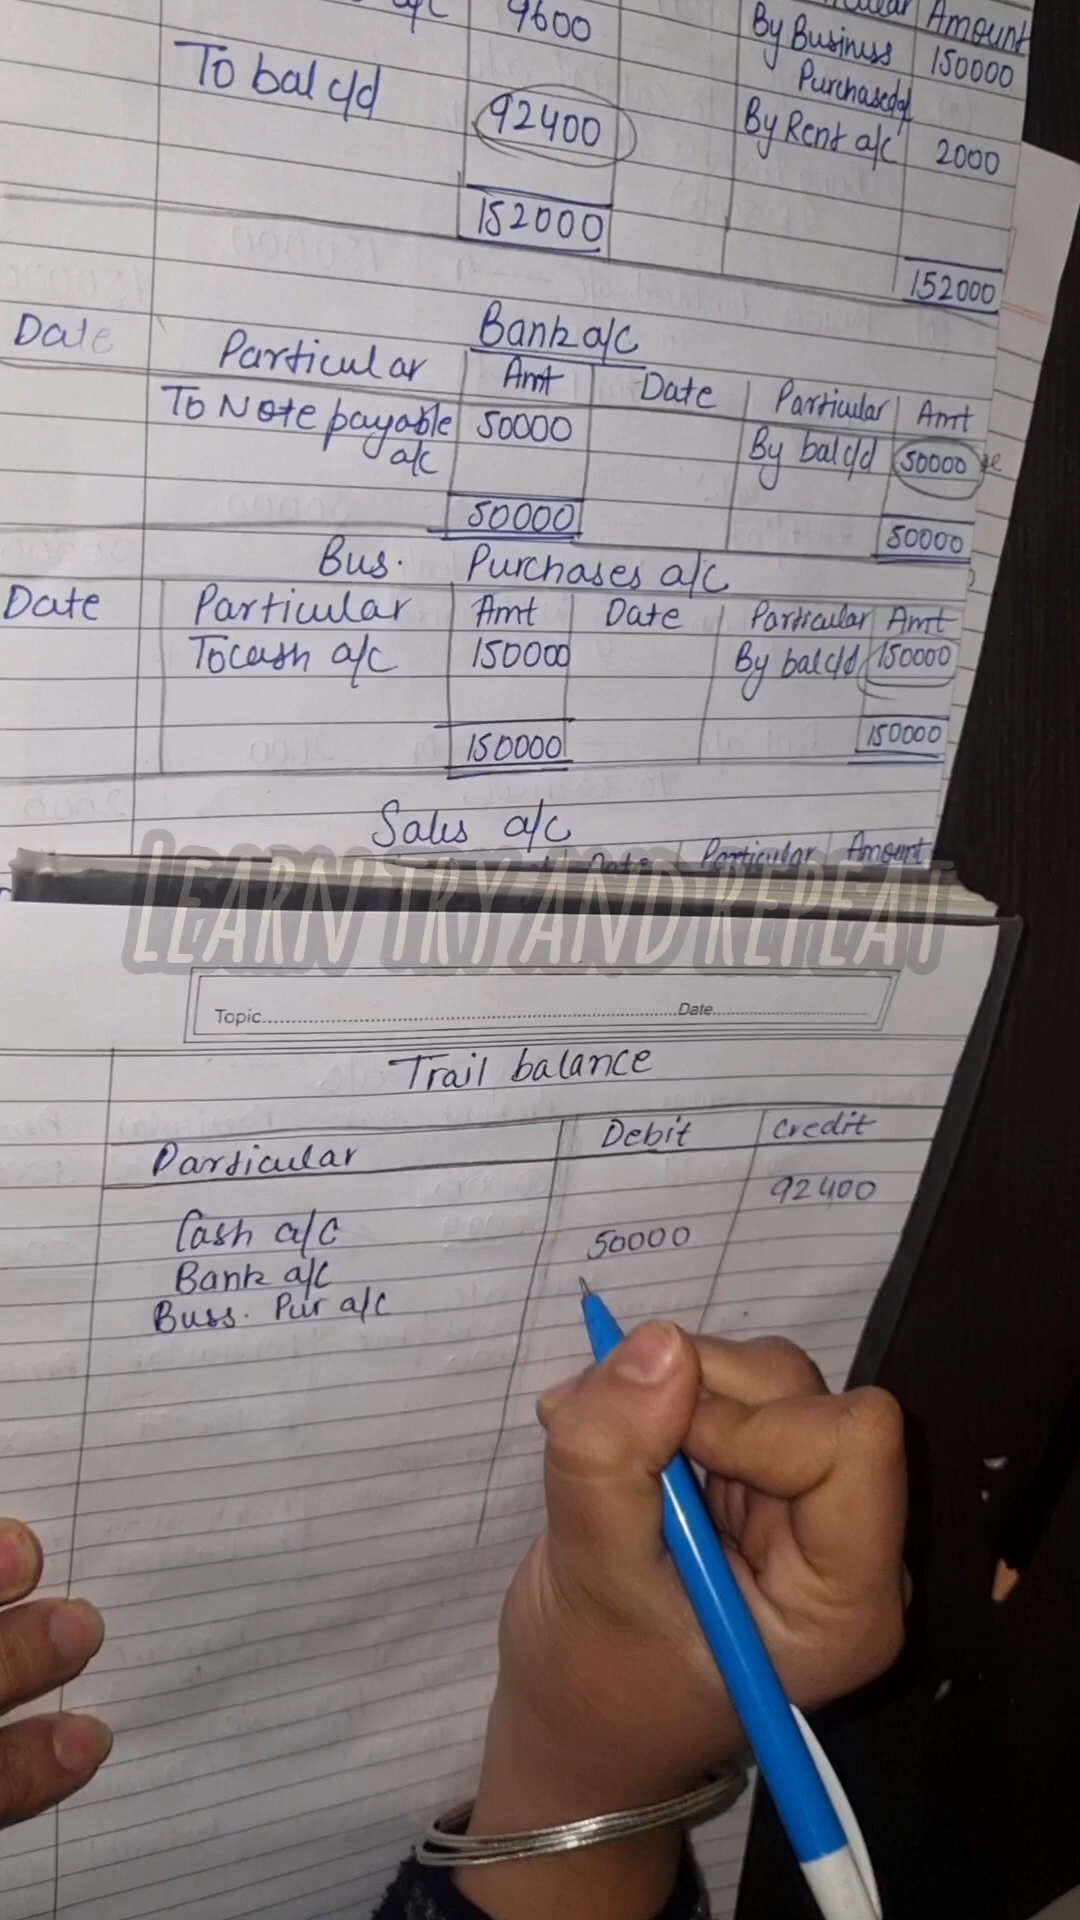 a/c 9600 Amount
By Business 150000
To bal c/d Purchased a/c
92400 By Rent a/c 2000
152000
152000
Bank a/c
Date Particular Amt Date Particular Amt
To Note payable a/c 50000 By bal c/d 50000
50000 50000
Bus. Purchases a/c
Date Particular Amt Date Particular Amt
To cash a/c 150000 By bal c/d 150000
150000 150000
Sales a/c
Date Particular Amount
LEARN TRY AND REPEAT
Topic Date
Trail balance
Particular Debit Credit
Cash a/c 92400
Bank a/c 50000
Buss. Pur a/c